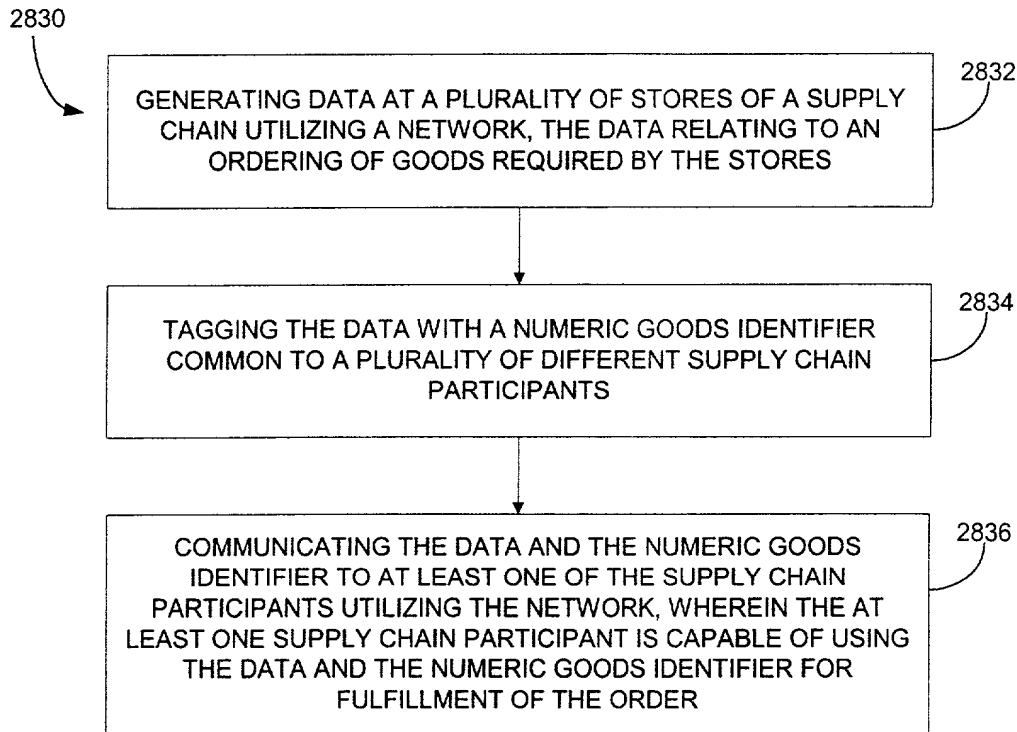 2830
2832
GENERATING DATA AT A PLURALITY OF STORES OF A SUPPLY
CHAIN UTILIZING A NETWORK, THE DATA RELATING TO AN
ORDERING OF GOODS REQUIRED BY THE STORES
2834
TAGGING THE DATA WITH A NUMERIC GOODS IDENTIFIER
COMMON TO A PLURALITY OF DIFFERENT SUPPLY CHAIN
PARTICIPANTS
2836
COMMUNICATING THE DATA AND THE NUMERIC GOODS
IDENTIFIER TO AT LEAST ONE OF THE SUPPLY CHAIN
PARTICIPANTS UTILIZING THE NETWORK, WHEREIN THE AT
LEAST ONE SUPPLY CHAIN PARTICIPANT IS CAPABLE OF USING
THE DATA AND THE NUMERIC GOODS IDENTIFIER FOR
FULFILLMENT OF THE ORDER